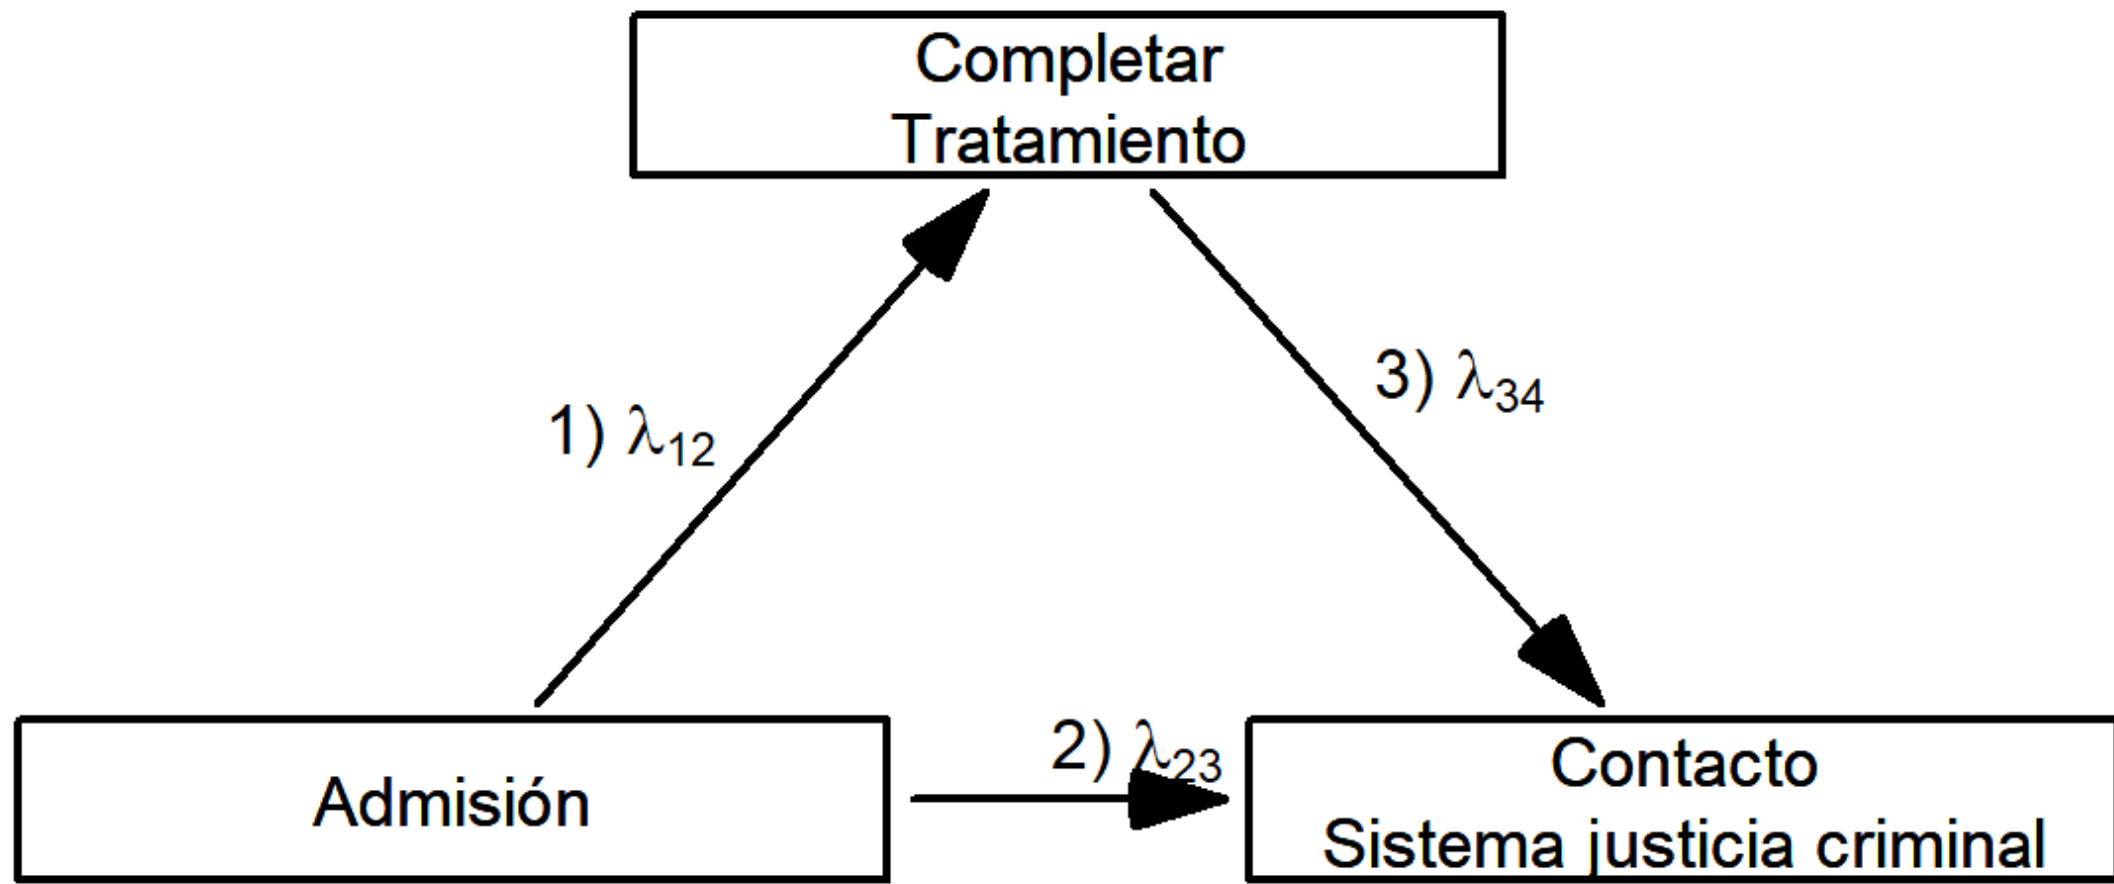 Completar
Tratamiento
3) λ34
1) λ12
2) λ23
Admisión
Contacto
Sistema justicia criminal